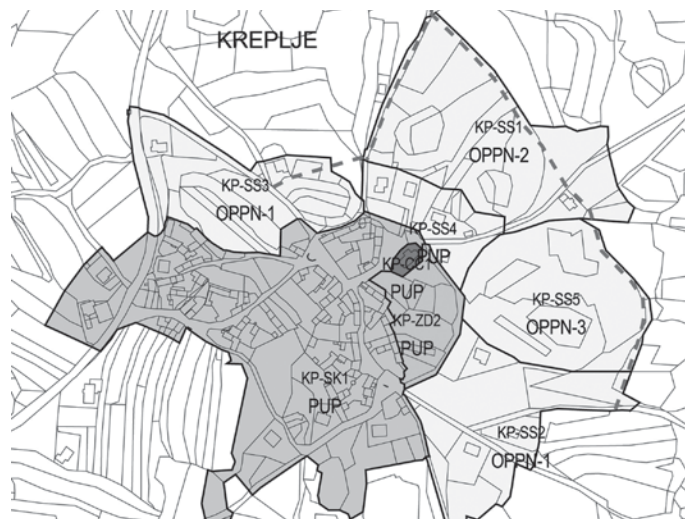 KREPLJE
KP-SS1
OPPN-2
KP-SS3
OPPN-1
KP-SS4
PUP
KP-CC1
PUP
KP-SS5
OPPN-3
KP-ZD2
PUP
KP-SK1
PUP
KP-SS2
OPPN-1